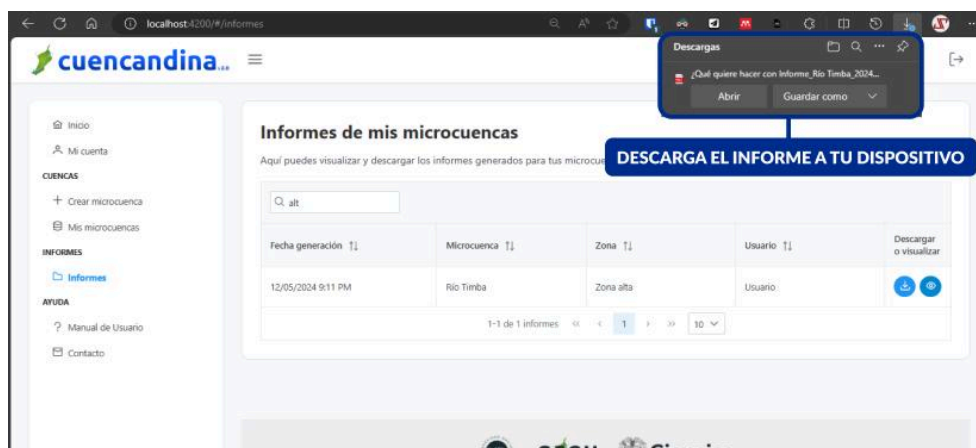 localhost:4200/#/informes
Descargas
¿Qué quiere hacer con Informe_Río Timba_2024...
Abrir
Guardar como
cuencandina...
DESCARGA EL INFORME A TU DISPOSITIVO
Inicio
Mi cuenta
CUENCAS
Crear microcuenca
Mis microcuencas
INFORMES
Informes
AYUDA
Manual de Usuario
Contacto
Informes de mis microcuencas
Aquí puedes visualizar y descargar los informes generados para tus microcue
alt
Fecha generación
Microcuenca
Zona
Usuario
Descargar
o visualizar
12/05/2024 9:11 PM
Río Timba
Zona alta
Usuario
1-1 de 1 informes
1
10